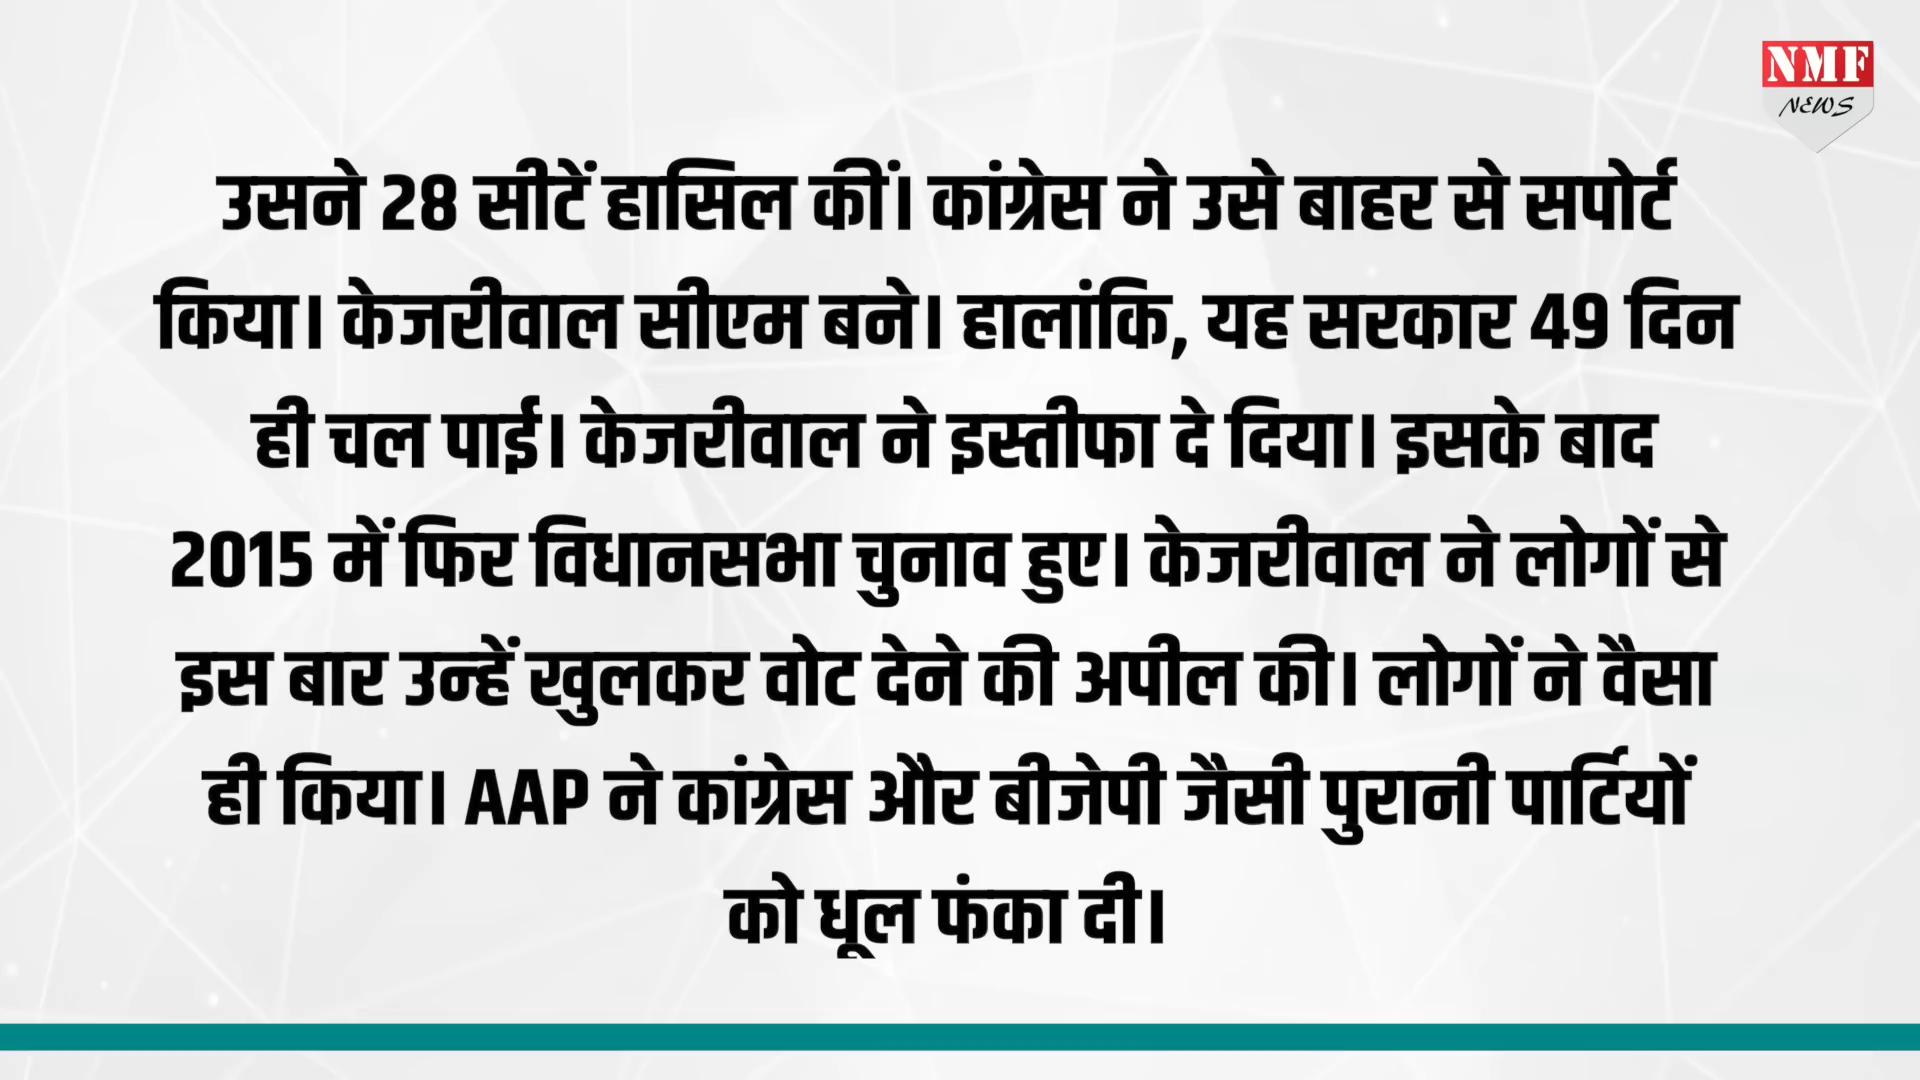 NMF
NEWS
उसने 28 सीटें हासिल कीं। कांग्रेस ने उसे बाहर से सपोर्ट
किया। केजरीवाल सीएम बने। हालांकि, यह सरकार 49 दिन
ही चल पाई। केजरीवाल ने इस्तीफा दे दिया। इसके बाद
2015 में फिर विधानसभा चुनाव हुए। केजरीवाल ने लोगों से
इस बार उन्हें खुलकर वोट देने की अपील की। लोगों ने वैसा
ही किया। AAP ने कांग्रेस और बीजेपी जैसी पुरानी पार्टियों
को धूल फंका दी।